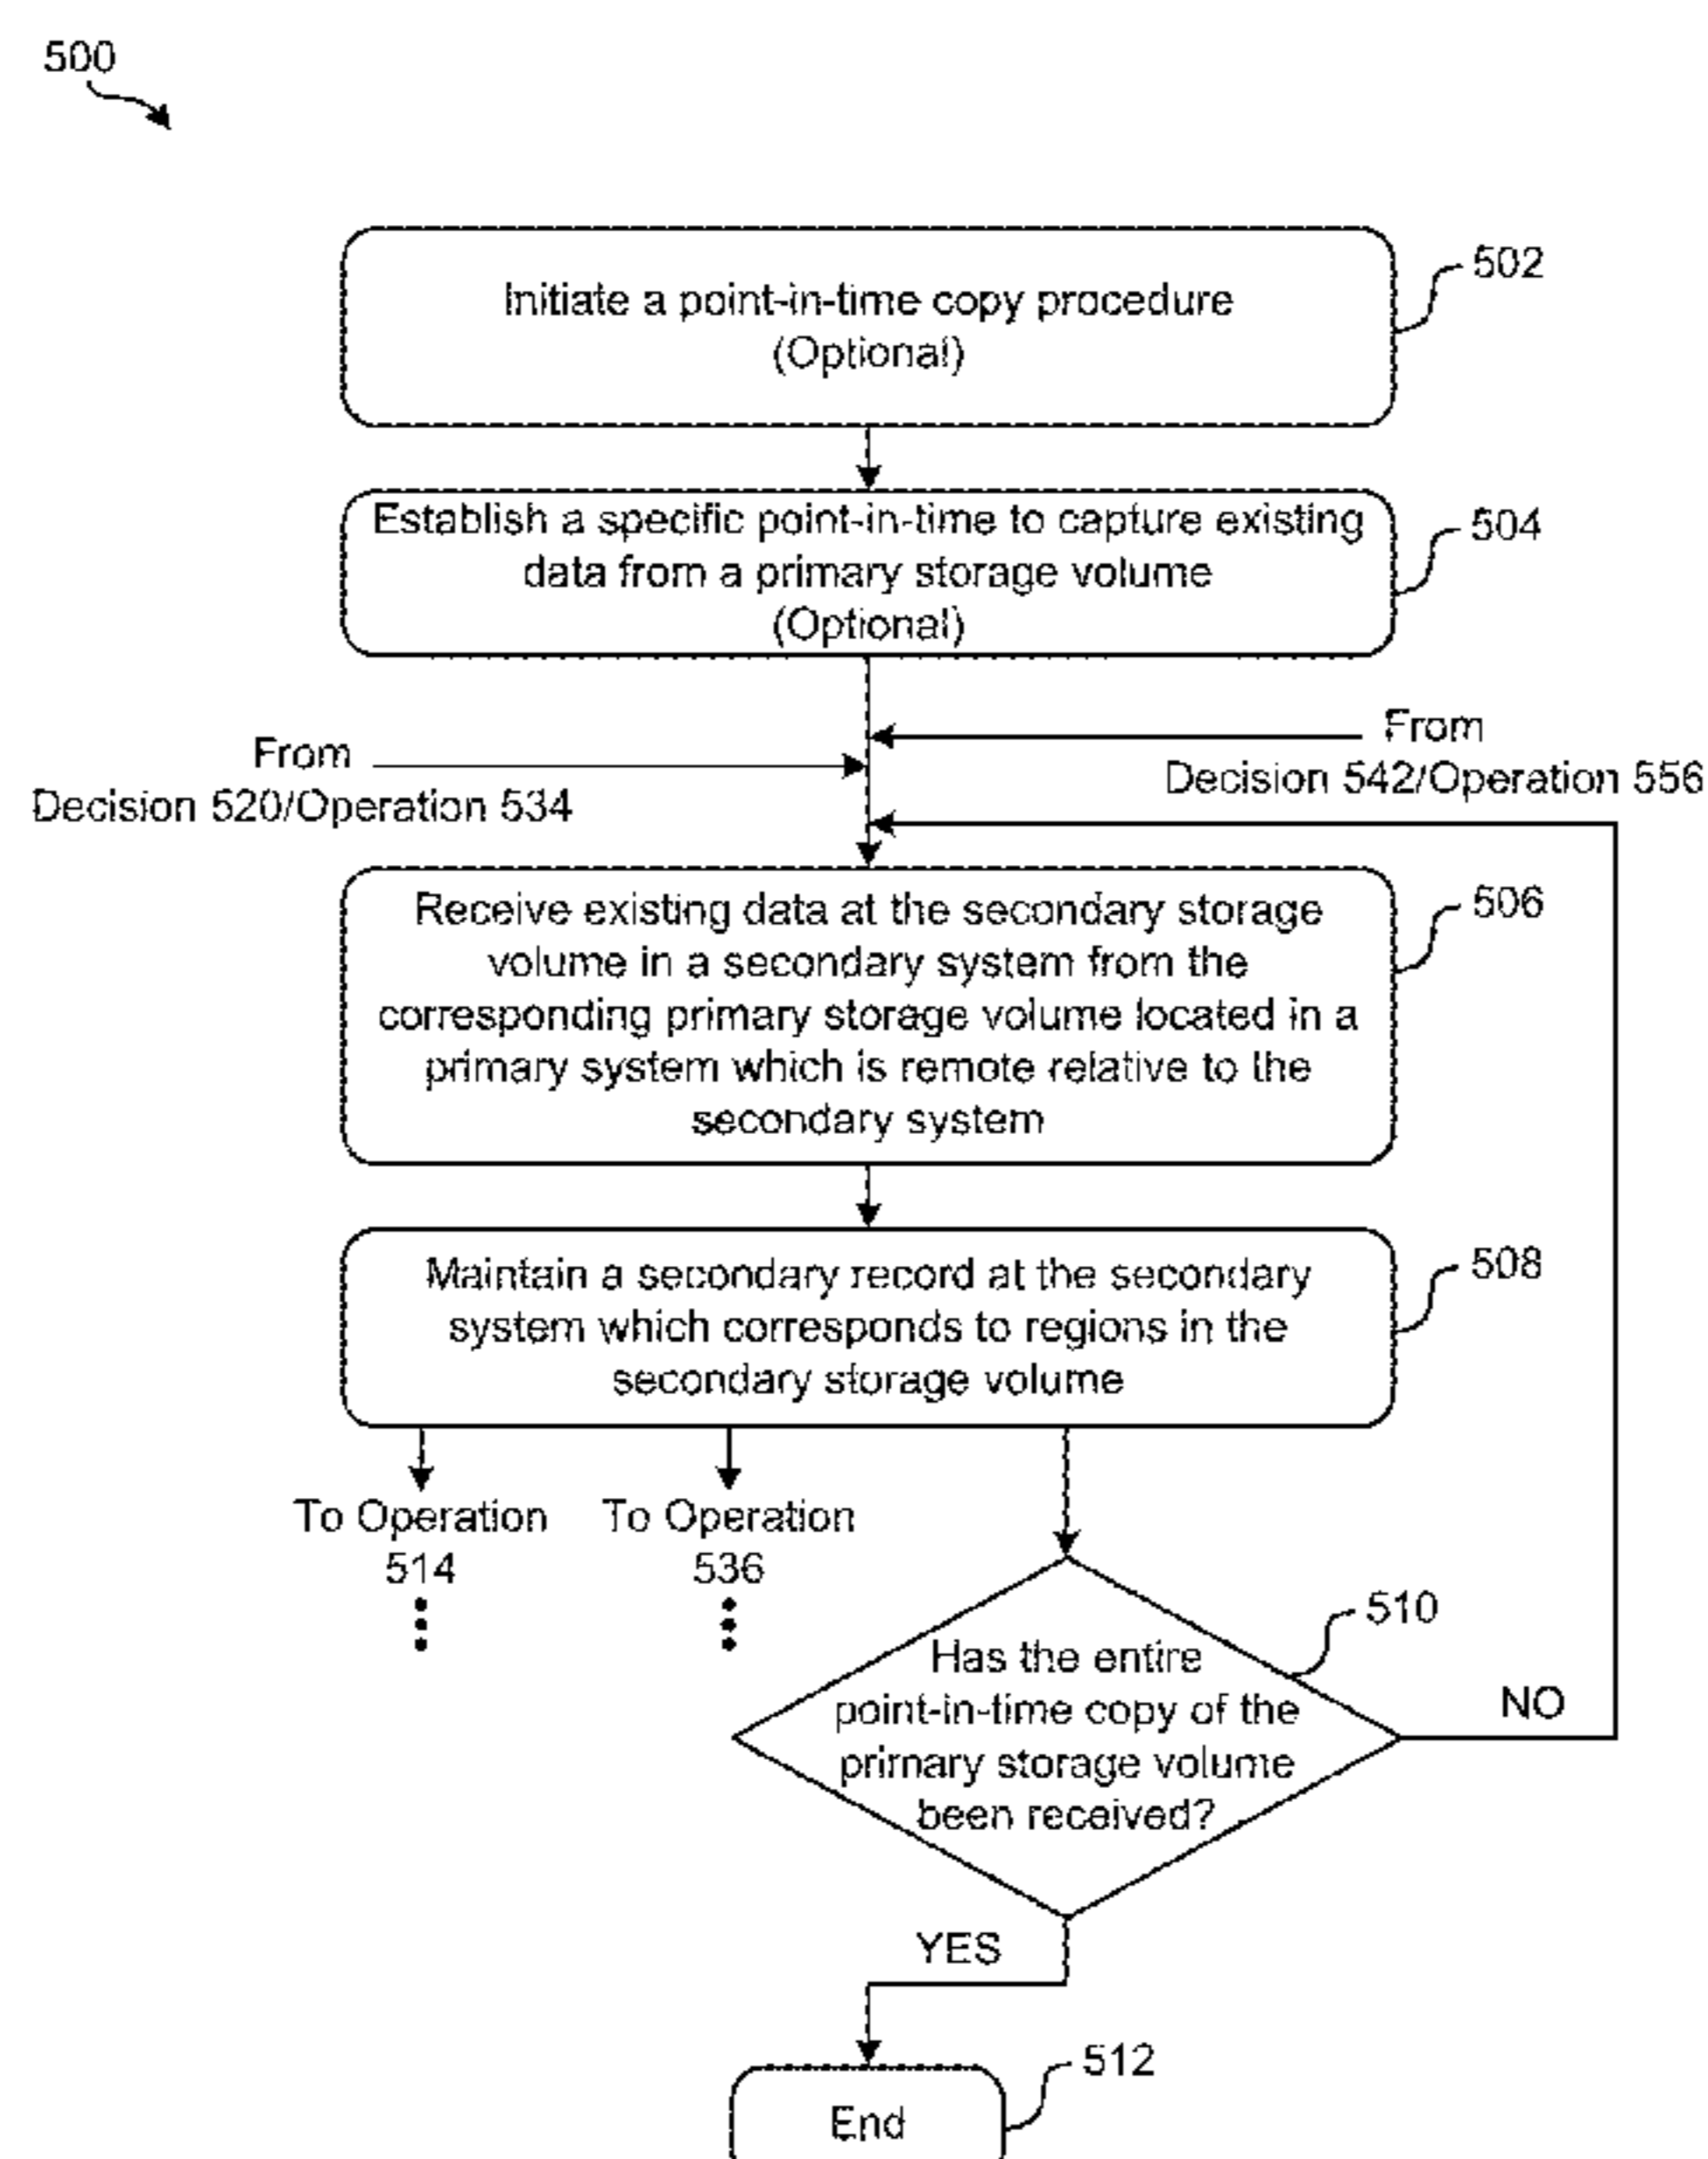 500
Initiate a point-in-time copy procedure
(Optional)
502
Establish a specific point-in-time to capture existing
data from a primary storage volume
(Optional)
504
From
Decision 520/Operation 534
From
Decision 542/Operation 556
Receive existing data at the secondary storage
volume in a secondary system from the
corresponding primary storage volume located in a
primary system which is remote relative to the
secondary system
506
Maintain a secondary record at the secondary
system which corresponds to regions in the
secondary storage volume
508
To Operation
514
To Operation
536
Has the entire
point-in-time copy of the
primary storage volume
been received?
510
NO
YES
End
512